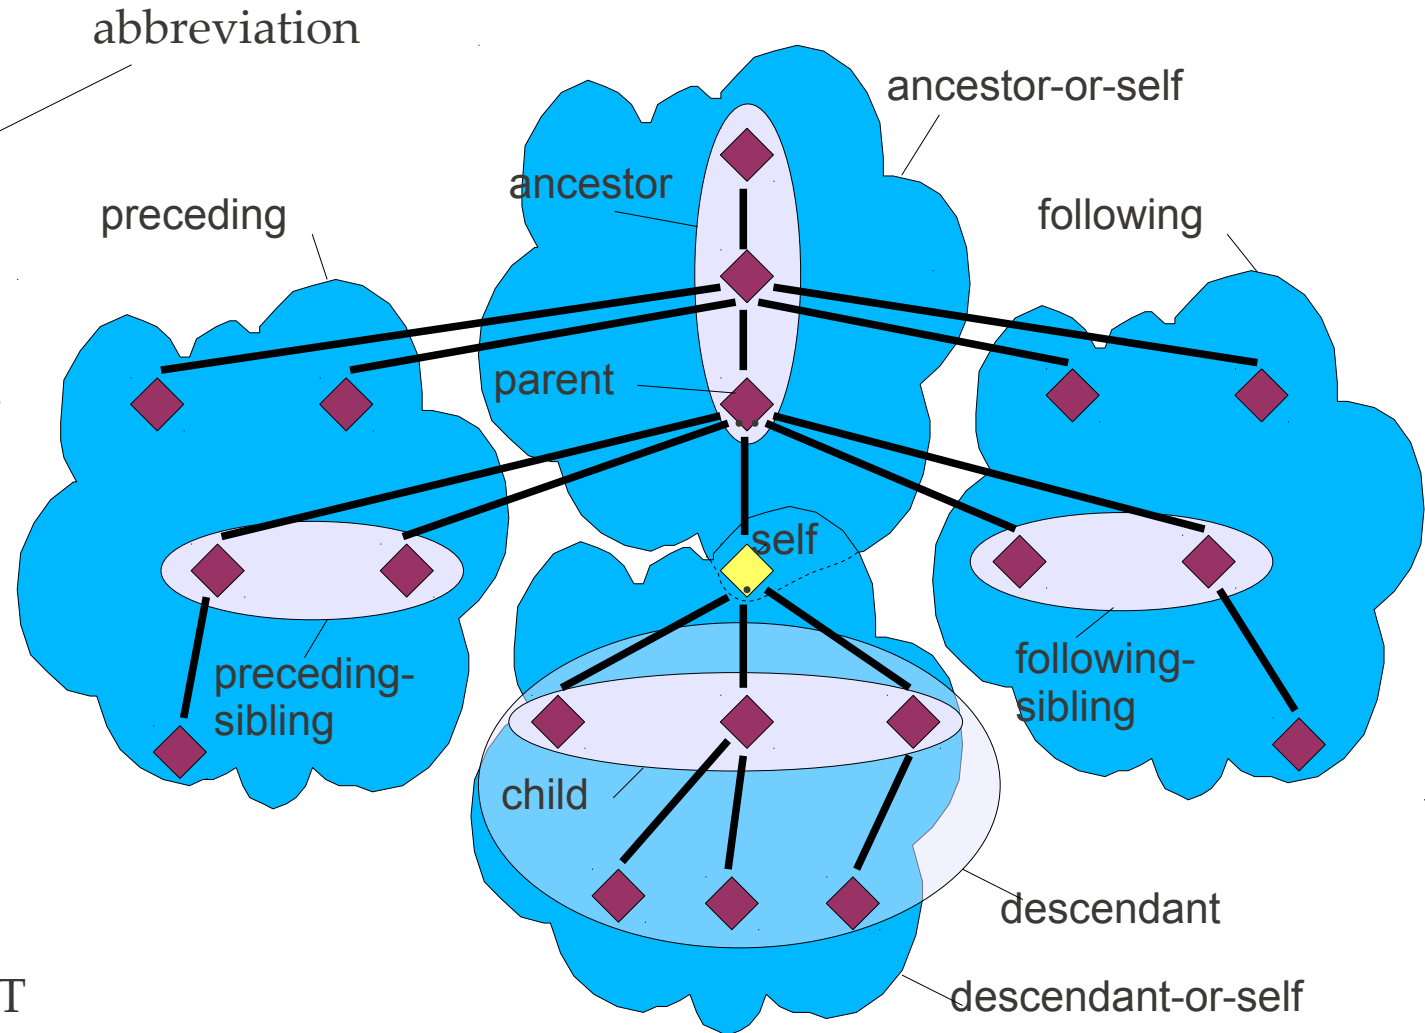 abbreviation
ancestor-or-self
ancestor
preceding
following
parent
self
preceding-
sibling
following-
sibling
child
descendant
descendant-or-self
T